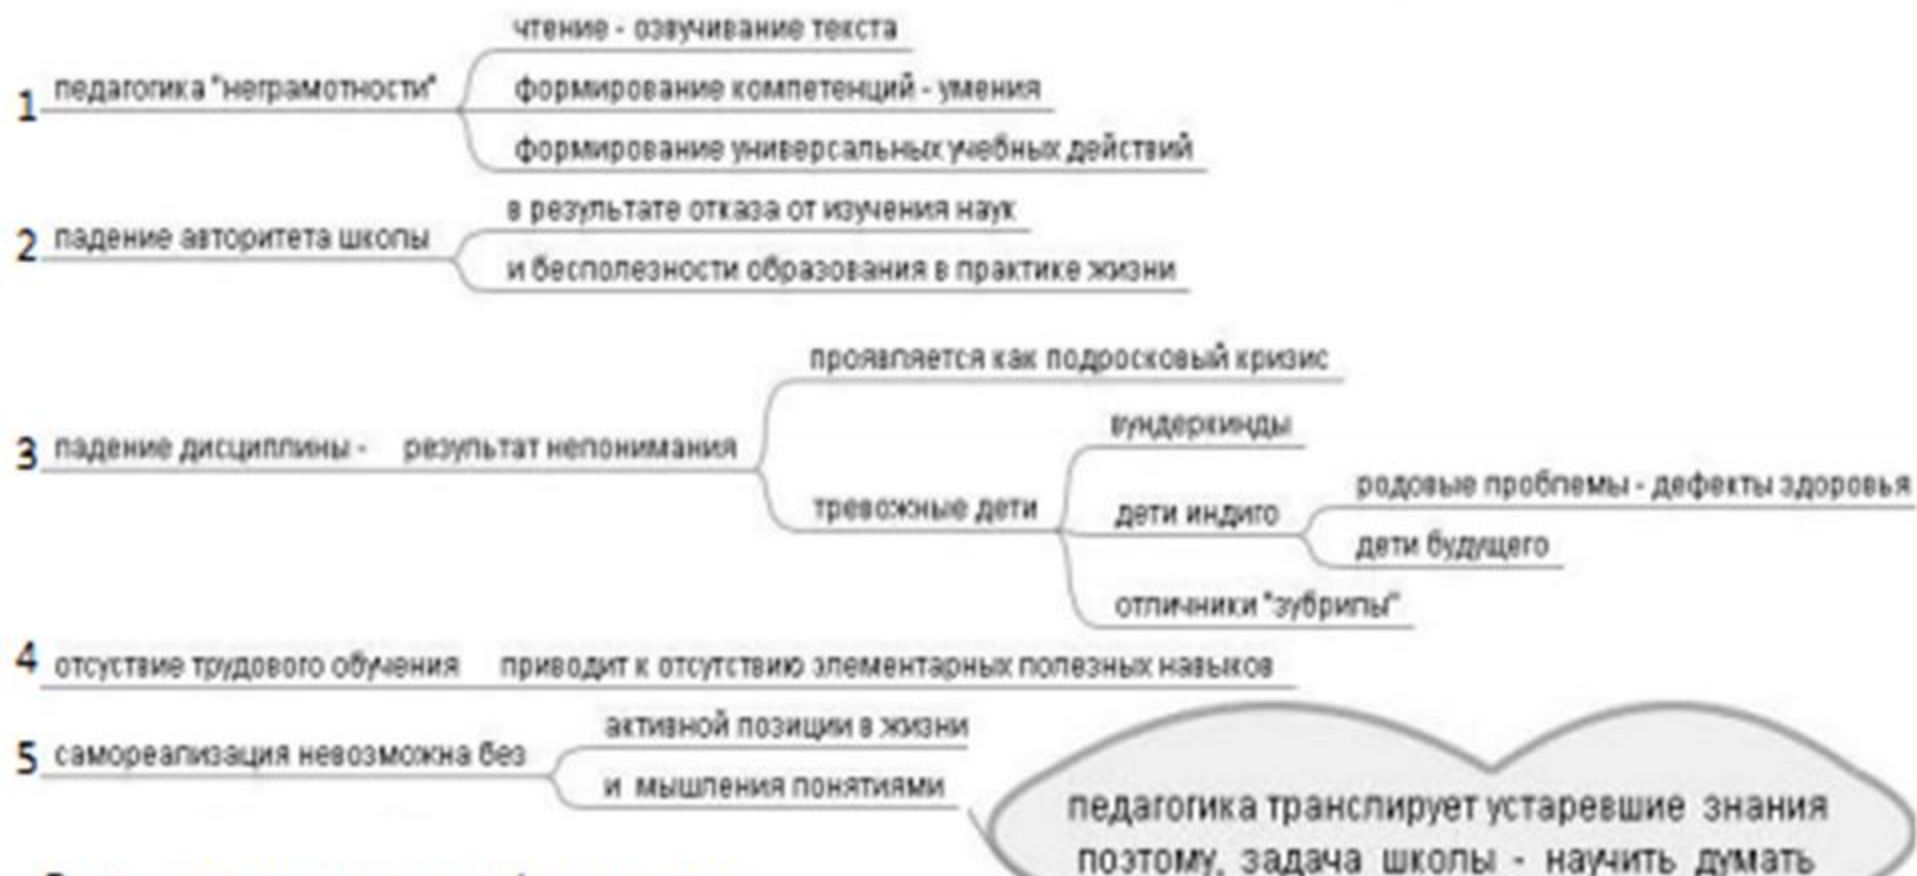 чтение - озвучивание текста
1 педагогика "неграмотности"
формирование компетенций - умения
формирование универсальных учебных действий
в результате отказа от изучения наук
2 падение авторитета школы
и бесполезности образования в практике жизни
проявляется как подросковый кризис
вундеркинды
3 падение дисциплины - результат непонимания
родовые проблемы - дефекты здоровья
тревожные дети
дети индиго
дети будущего
отличники "зубрилы"
4 отсуствие трудового обучения приводит к отсутствию элементарных полезных навыков
активной позиции в жизни
5 самореализация невозможна без
и мышления понятиями
педагогика транслирует устаревшие знания
поэтому, задача школы - научить думать